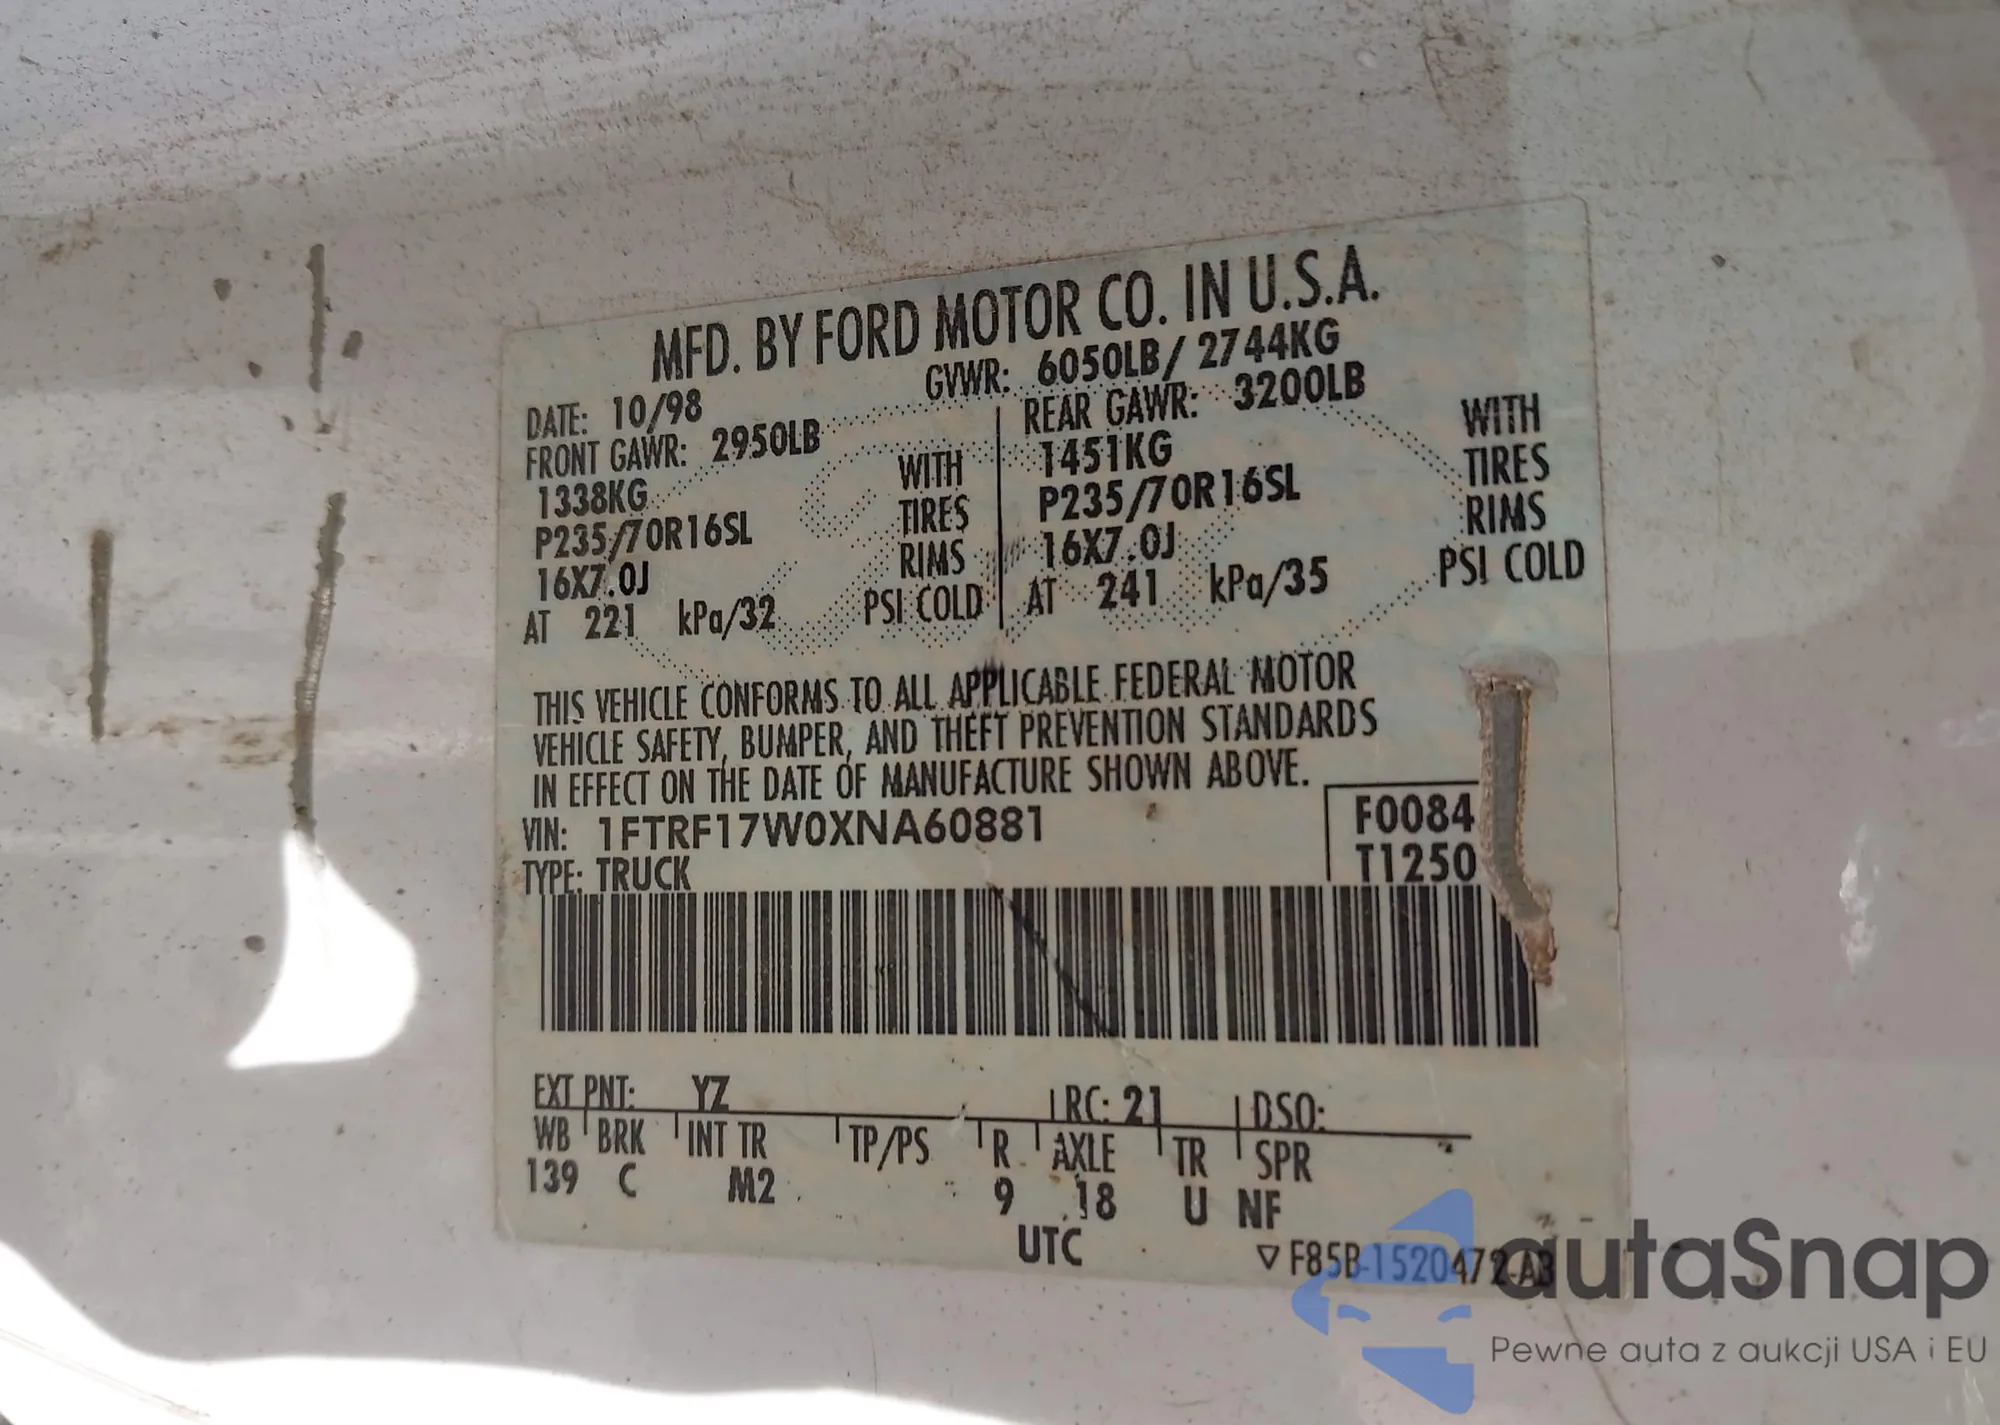 MFD. BY FORD MOTOR CO. IN U.S.A.
DATE: 10/98 GVWR: 6050LB/ 2744KG
FRONT GAWR: 2950LB REAR GAWR: 3200LB
1338KG WITH 1451KG WITH
P235/70R16SL TIRES P235/70R16SL TIRES
16X7.0J RIMS 16X7.0J RIMS
AT 221 kPa/32 PSI COLD AT 241 kPa/35 PSI COLD
THIS VEHICLE CONFORMS TO ALL APPLICABLE FEDERAL MOTOR
VEHICLE SAFETY, BUMPER, AND THEFT PREVENTION STANDARDS
IN EFFECT ON THE DATE OF MANUFACTURE SHOWN ABOVE.
VIN: 1FTRF17W0XNA60881 F0084
TYPE: TRUCK T1250
EXT PNT: YZ RC: 21 DSO:
WB BRK INT TR TP/PS R AXLE TR SPR
139 C M2 9 18 U NF
UTC
▽ F85B-1520472-AB
autaSnap
Pewne auta z aukcji USA i EU